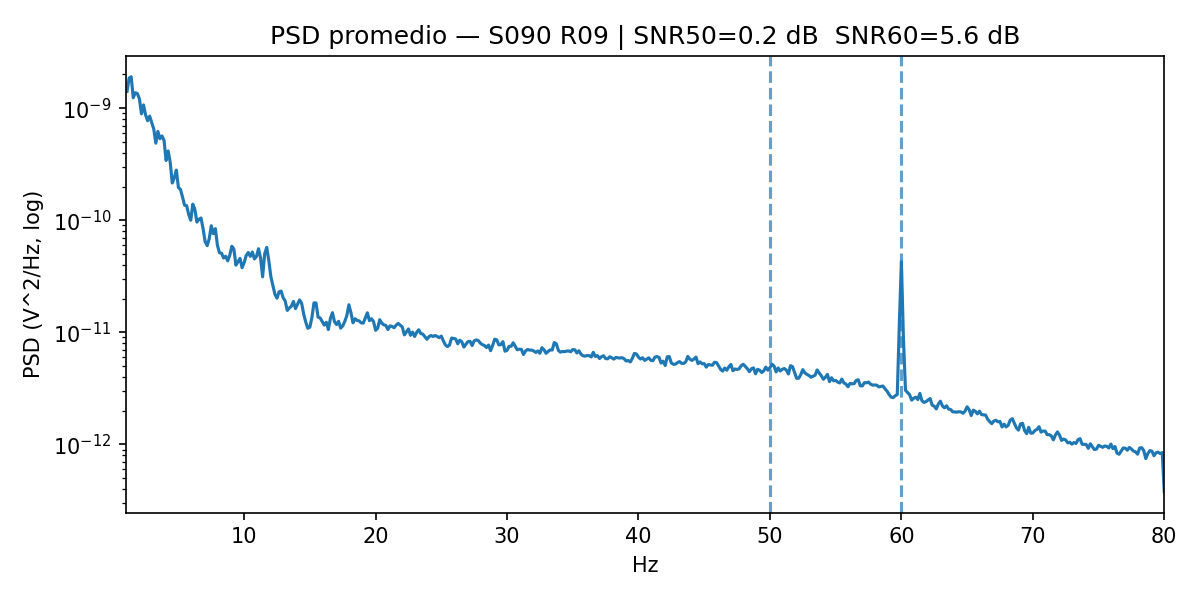 PSD promedio — S090 R09 | SNR50=0.2 dB  SNR60=5.6 dB
PSD (V^2/Hz, log)
10⁻⁹
10⁻¹⁰
10⁻¹¹
10⁻¹²
10 20 30 40 50 60 70 80
Hz